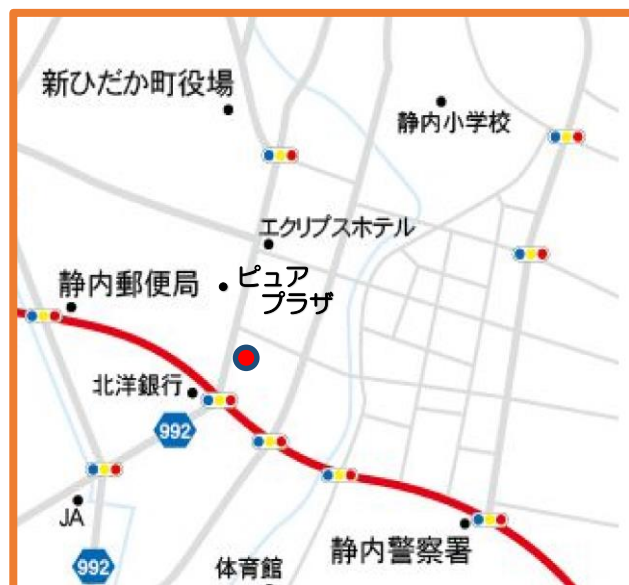 新ひだか町役場
静内小学校
エクリプスホテル
ピュア
プラザ
静内郵便局
北洋銀行
992
JA
992
静内警察署
体育館